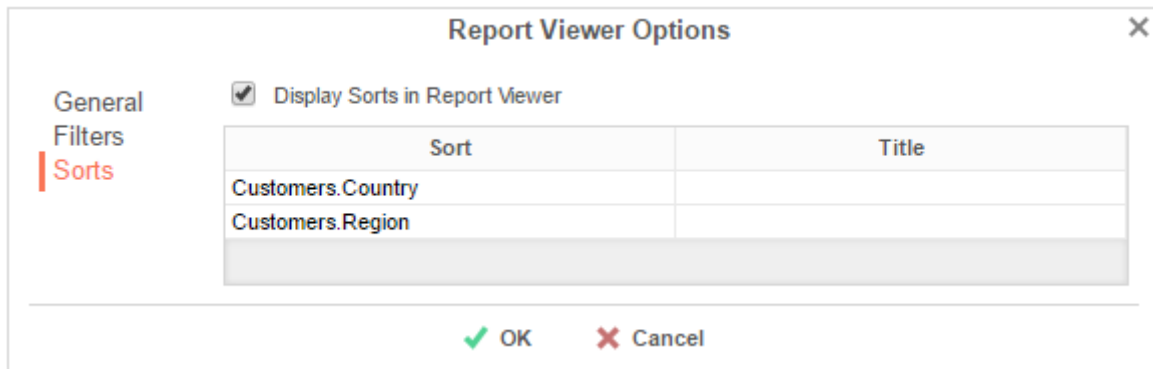 Report Viewer Options
General
Filters
Sorts
Display Sorts in Report Viewer
Sort Title
Customers.Country
Customers.Region
OK Cancel